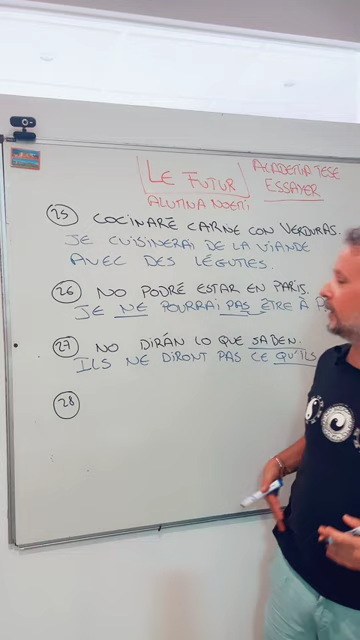 LE FUTUR
ACADEMIA TESE
ESSAYER
ALUMNA NOEMI
25 COCINARÉ CARNE CON VERDURAS.
JE CUISINERAI DE LA VIANDE
AVEC DES LÉGUMES.
26 NO PODRÉ ESTAR EN PARÍS.
JE NE POURRAI PAS ÊTRE À P
27 NO DIRÁN LO QUE SABEN.
ILS NE DIRONT PAS CE QU'ILS
28